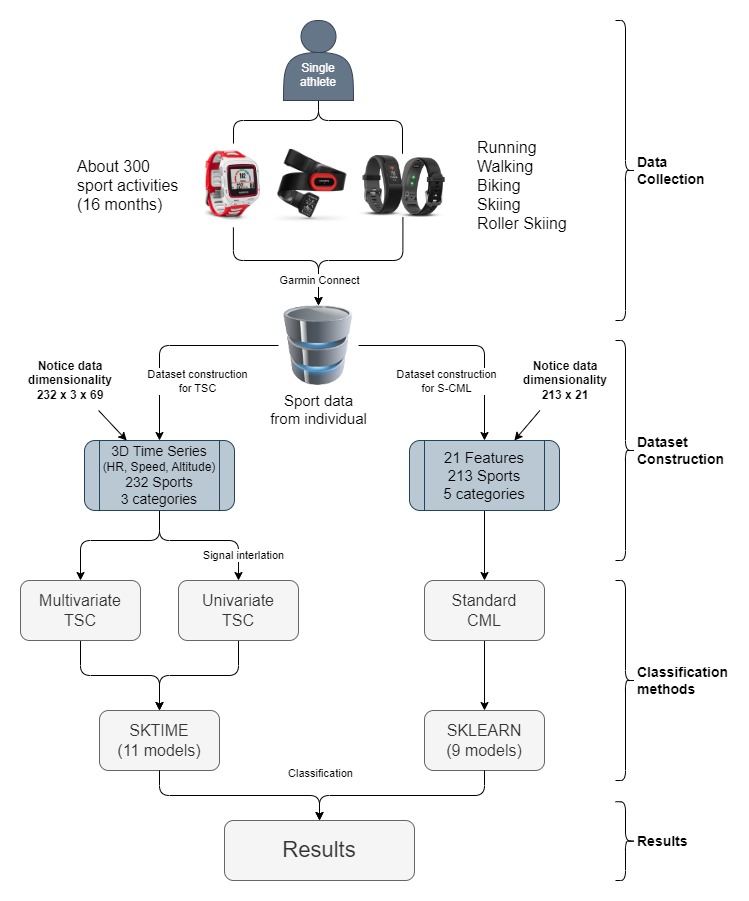 Single
athlete
About 300
sport activities
(16 months)
Running
Walking
Biking
Skiing
Roller Skiing
Data
Collection
Garmin Connect
Sport data
from individual
Notice data
dimensionality
232 x 3 x 69
Dataset construction
for TSC
Dataset construction
for S-CML
Notice data
dimensionality
213 x 21
3D Time Series
(HR, Speed, Altitude)
232 Sports
3 categories
21 Features
213 Sports
5 categories
Dataset
Construction
Signal interlation
Multivariate
TSC
Univariate
TSC
Standard
CML
Classification
methods
SKTIME
(11 models)
SKLEARN
(9 models)
Classification
Results
Results